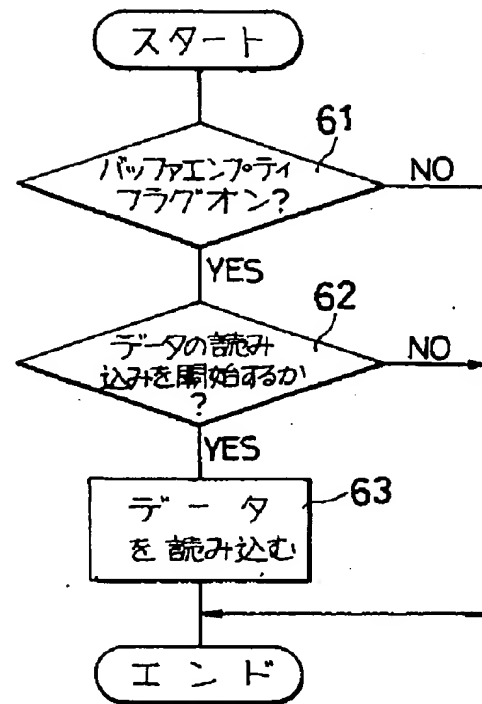 スタート
61
バッファエンプティ
フラグオン?
NO
YES
62
データの読み
込みを開始するか
?
NO
YES
63
データ
を読み込む
エンド